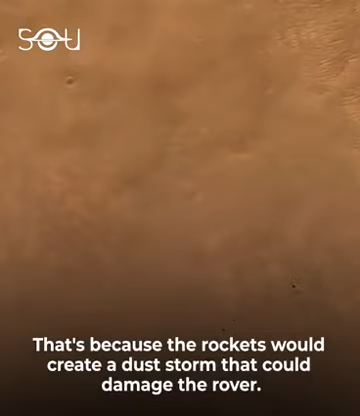 SOU
That's because the rockets would
create a dust storm that could
damage the rover.